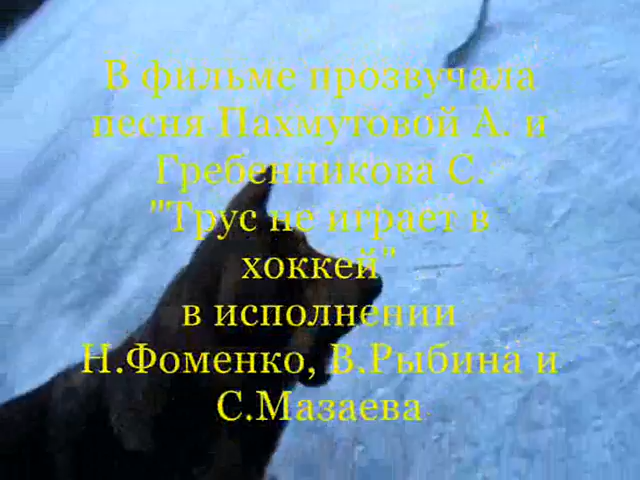 В фильме прозвучала
песня Пахмутовой А. и
Гребенникова С.
"Трус не играет в
хоккей"
в исполнении
Н.Фоменко, В.Рыбина и
С.Мазаева